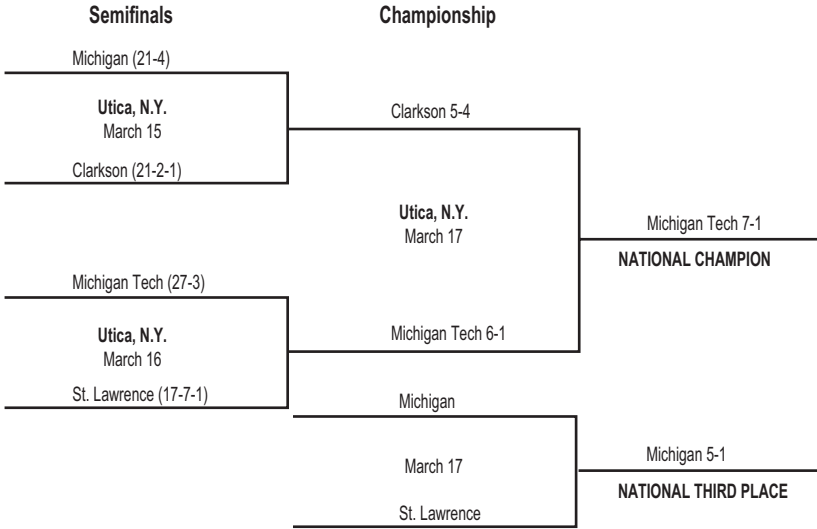 Semifinals
Championship
Michigan (21-4)
Utica, N.Y.
March 15
Clarkson (21-2-1)
Clarkson 5-4
Utica, N.Y.
March 17
Michigan Tech 7-1
NATIONAL CHAMPION
Michigan Tech (27-3)
Utica, N.Y.
March 16
St. Lawrence (17-7-1)
Michigan Tech 6-1
Michigan
March 17
St. Lawrence
Michigan 5-1
NATIONAL THIRD PLACE